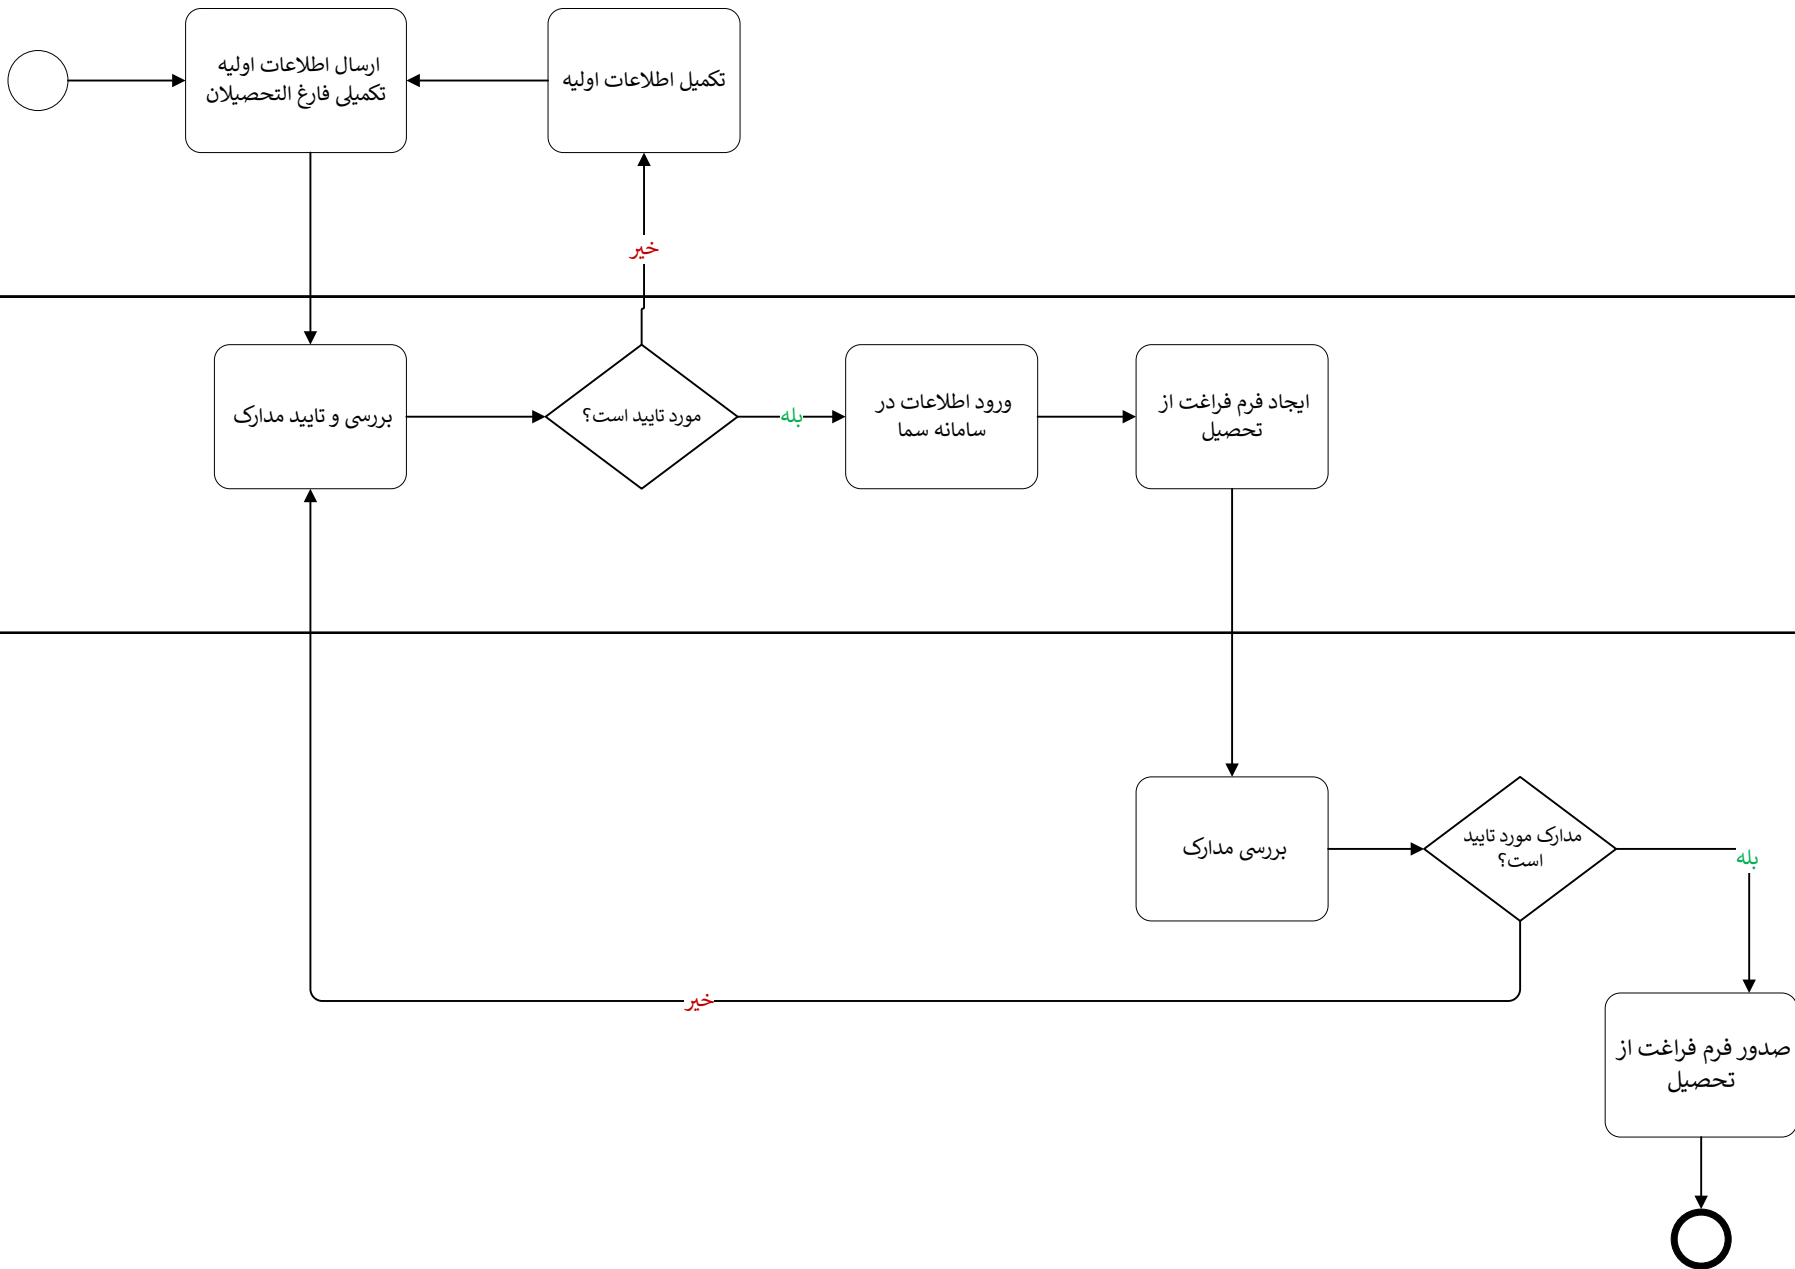 ارسال اطلاعات اولیه
تکمیلی فارغ التحصیلان
تکمیل اطلاعات اولیه
خیر
بررسی و تایید مدارک
مورد تایید است؟
بله
ورود اطلاعات در
سامانه سما
ایجاد فرم فراغت از
تحصیل
بررسی مدارک
مدارک مورد تایید
است؟
بله
خیر
صدور فرم فراغت از
تحصیل